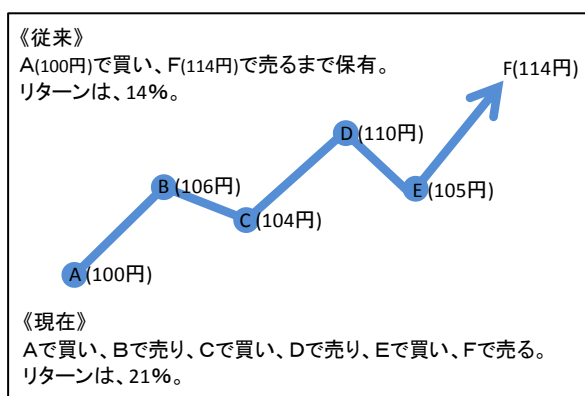 《従来》
A(100円)で買い、F(114円)で売るまで保有。
リターンは、14%。
F(114円)
D (110円)
B (106円)
E (105円)
C (104円)
A (100円)
《現在》
Aで買い、Bで売り、Cで買い、Dで売り、Eで買い、Fで売る。
リターンは、21%。